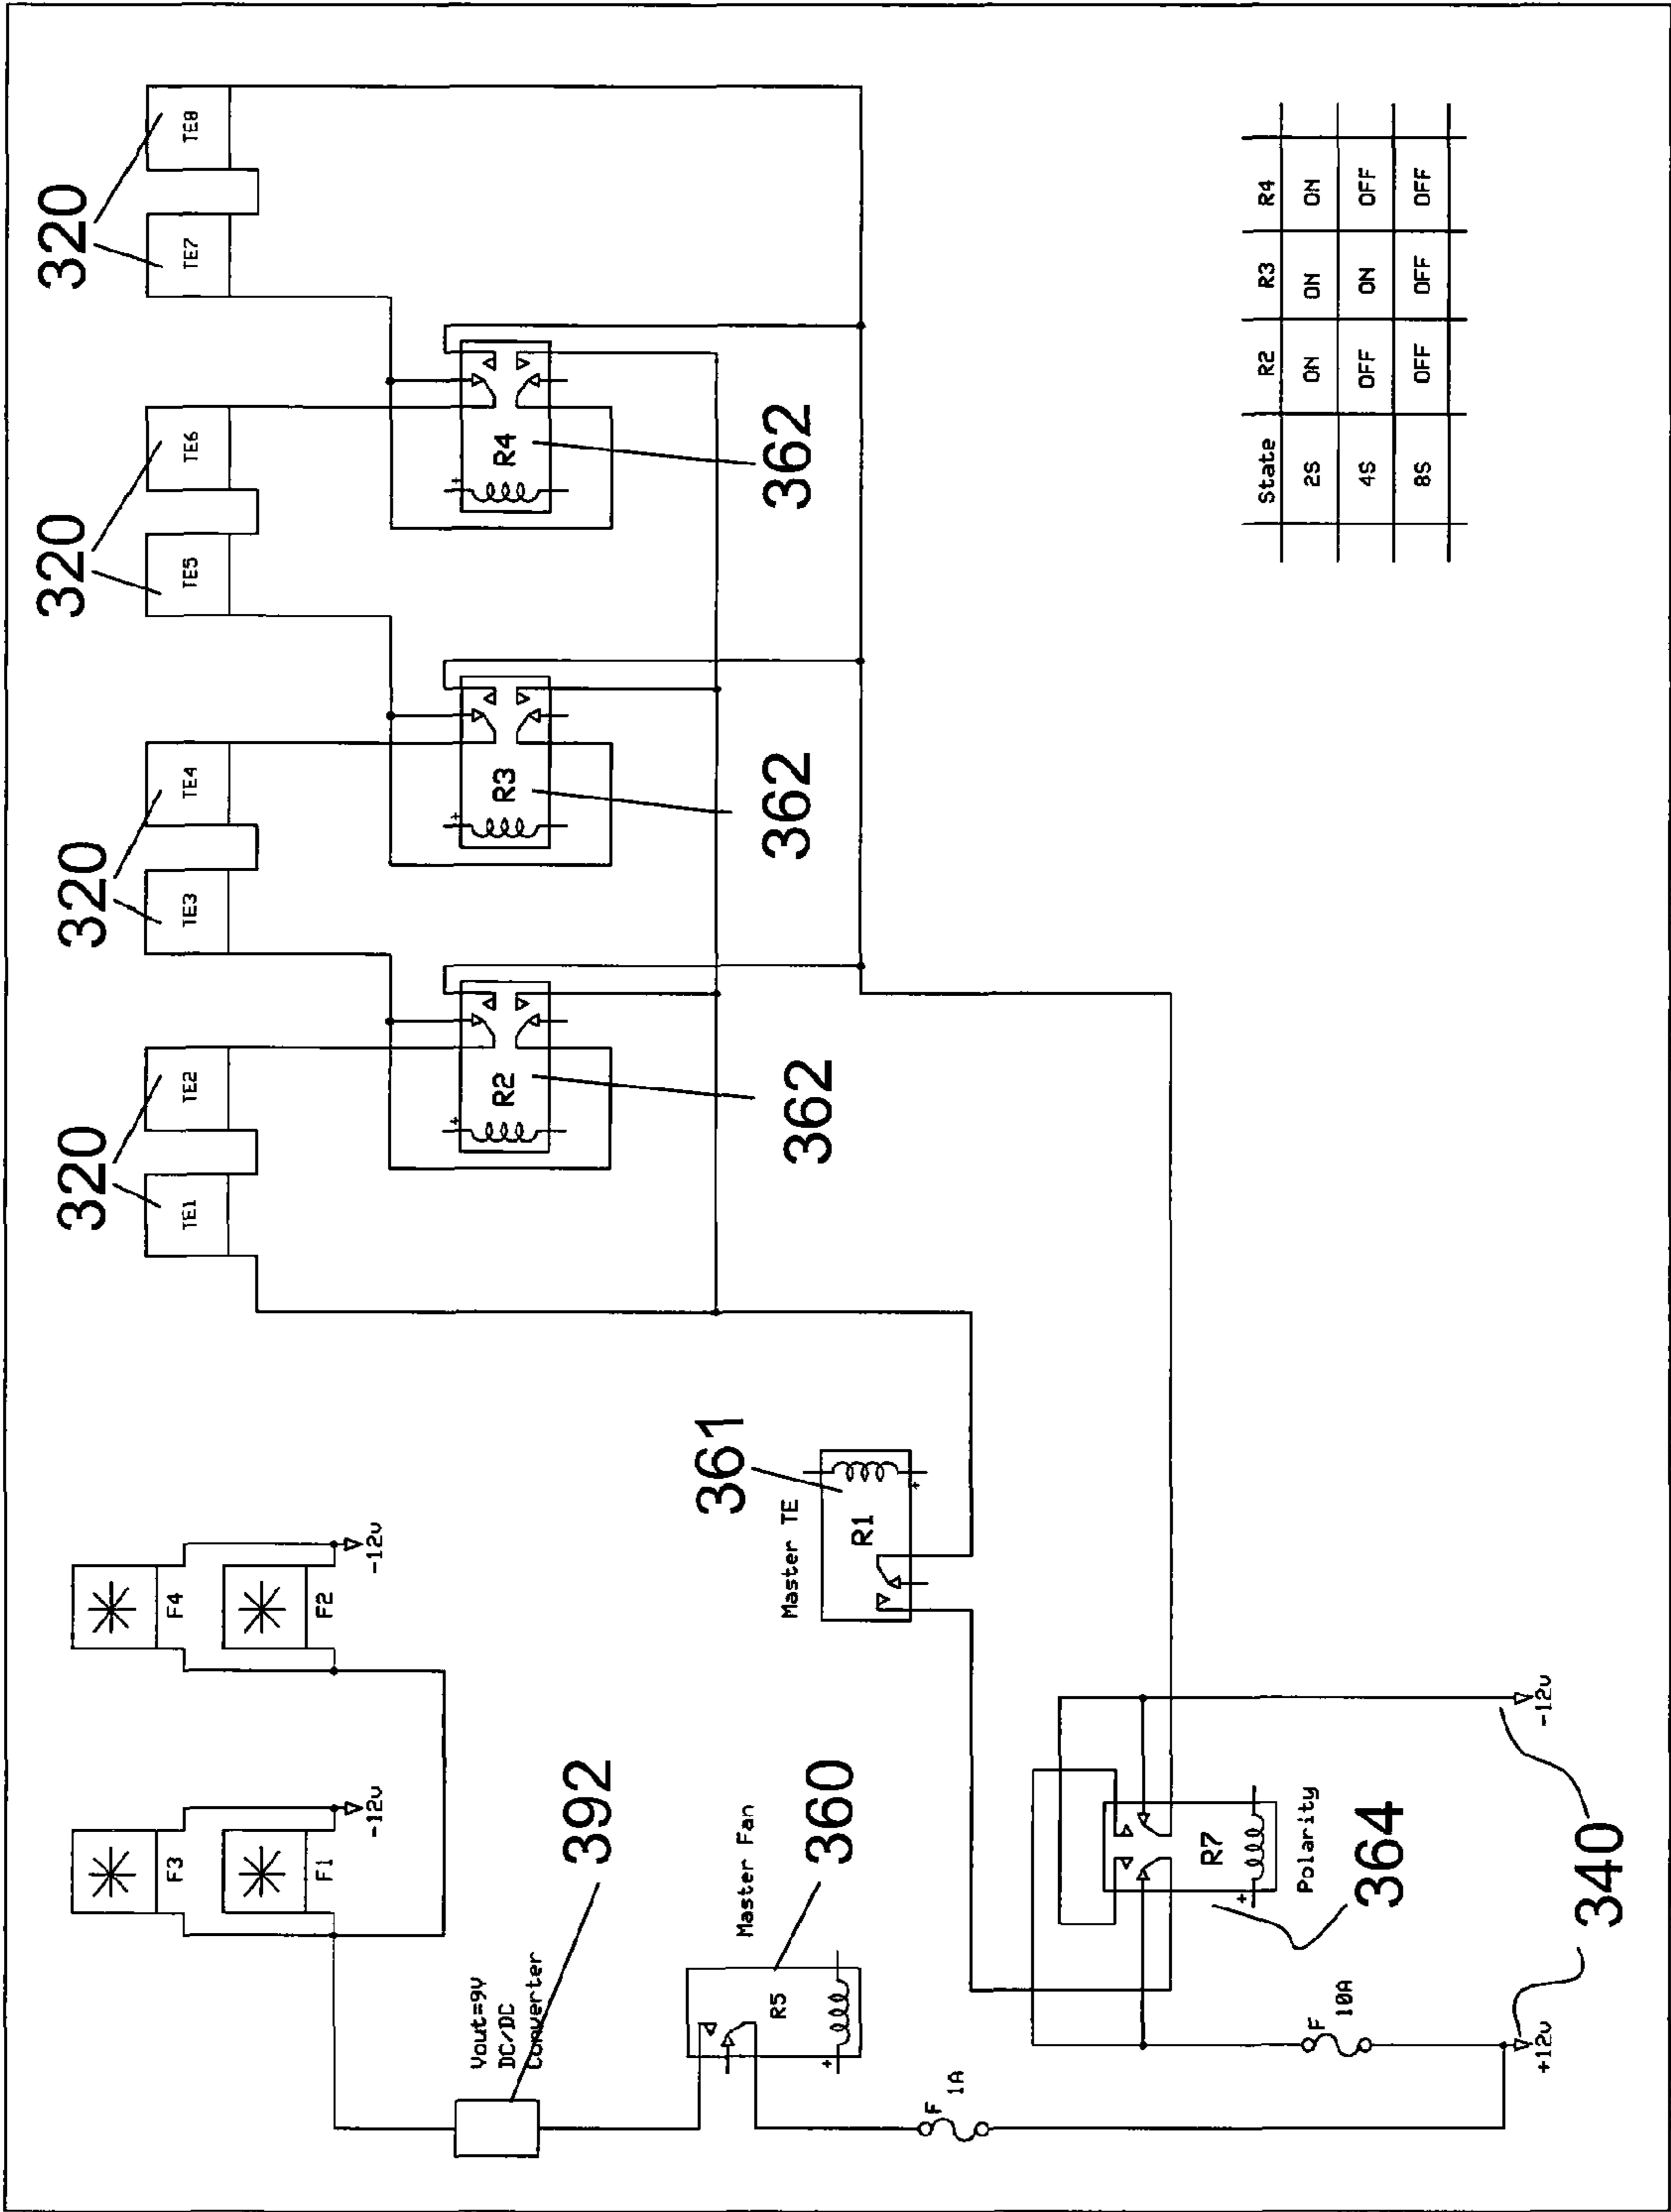 320
320
320
320
F3
F4
TE1
TE2
TE3
TE4
TE5
TE6
TE7
TE8
F1
F2
-12v
-12v
Vout=9V
DC/DC
Converter
392
+
R2
+
R3
+
R4
361
Master TE
Master Fan
360
R5
+
R1
+
362
362
362
F
1A
R7
+
Polarity
364
F
10A
State R2 R3 R4
2S ON ON ON
4S OFF ON OFF
8S OFF OFF OFF
+12v
-12v
340